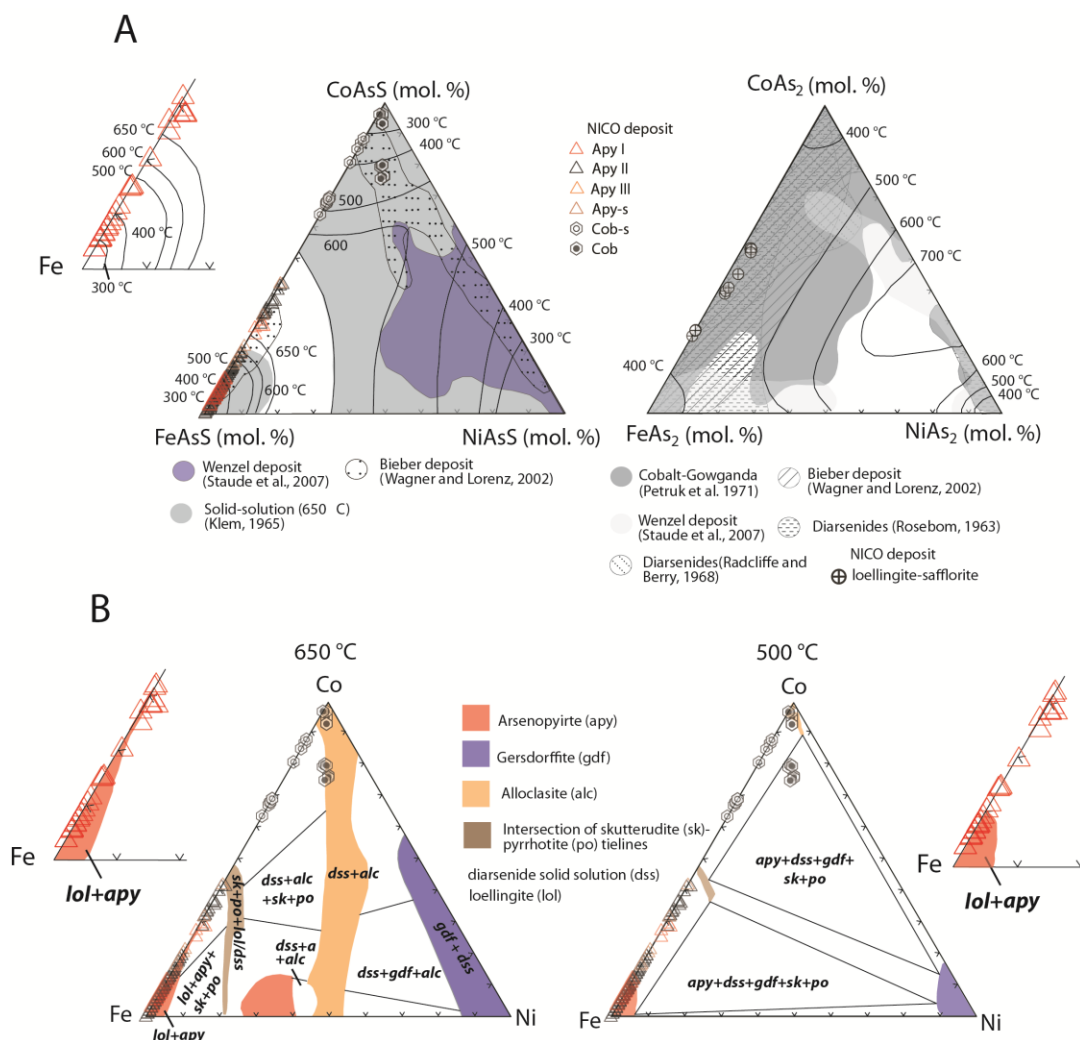 A
CoAsS (mol. %)
CoAs2 (mol. %)
650 °C
600 °C
500 °C
400 °C
Fe
300 °C
300 °C
400 °C
500
600
500 °C
400 °C
300 °C
650 °C
600 °C
500 °C
400 °C
300 °C
FeAsS (mol. %)
NiAsS (mol. %)
NICO deposit
Apy I
Apy II
Apy III
Apy-s
Cob-s
Cob
400 °C
500 °C
600 °C
700 °C
400 °C
600 °C
500 °C
400 °C
FeAs2 (mol. %)
NiAs2 (mol. %)
Wenzel deposit
(Staude et al., 2007)
Bieber deposit
(Wagner and Lorenz, 2002)
Solid-solution (650 C)
(Klem, 1965)
Cobalt-Gowganda
(Petruk et al. 1971)
Bieber deposit
(Wagner and Lorenz, 2002)
Wenzel deposit
(Staude et al., 2007)
Diarsenides (Rosebom, 1963)
Diarsenides(Radcliffe and
Berry, 1968)
NICO deposit
loellingite-safflorite
B
650 °C
500 °C
Co
Co
Fe
lol+apy
Arsenopyirte (apy)
Gersdorffite (gdf)
Alloclasite (alc)
Intersection of skutterudite (sk)-
pyrrhotite (po) tielines
diarsenide solid solution (dss)
loellingite (lol)
sk+po+lol/dss
dss+alc
+sk+po
dss+alc
lol+apy+
sk+po
dss+a
+alc
dss+gdf+alc
gdf + dss
Fe
Ni
lol+apy
apy+dss+gdf+
sk+po
apy+dss+gdf+sk+po
Fe
Ni
Fe
lol+apy